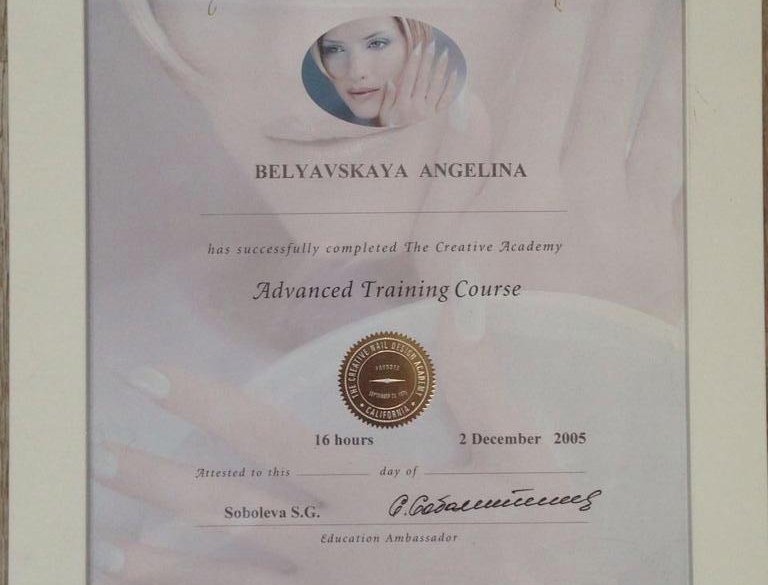 BELYAVSKAYA ANGELINA
has successfully completed The Creative Academy
Advanced Training Course
THE CREATIVE NAIL DESIGN ACADEMY
CALIFORNIA
16 hours 2 December 2005
Attested to this day of
Soboleva S.G.
Education Ambassador